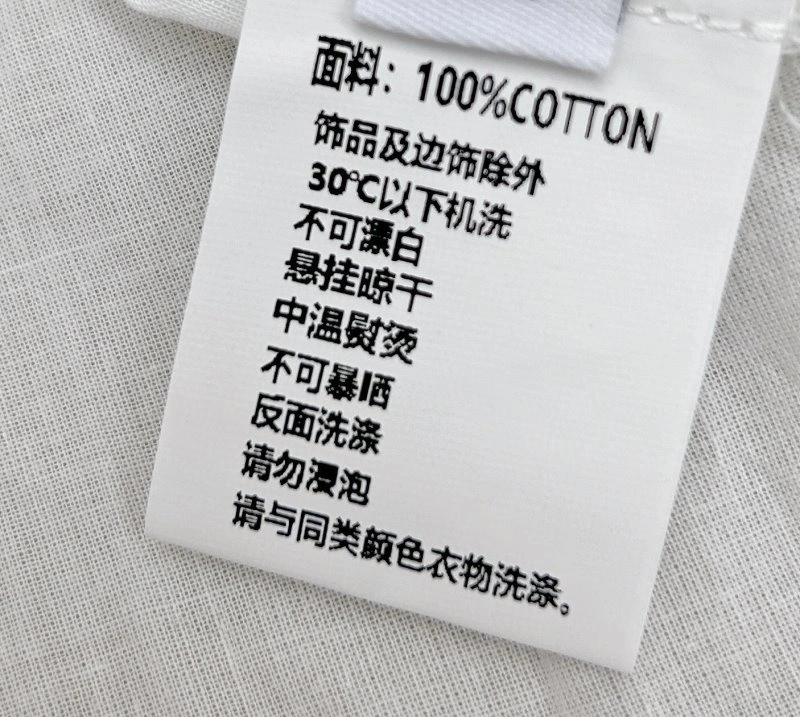 面料：100%COTTON
饰品及边饰除外
30℃以下机洗
不可漂白
悬挂晾干
中温熨烫
不可暴晒
反面洗涤
请勿浸泡
请与同类颜色衣物洗涤。